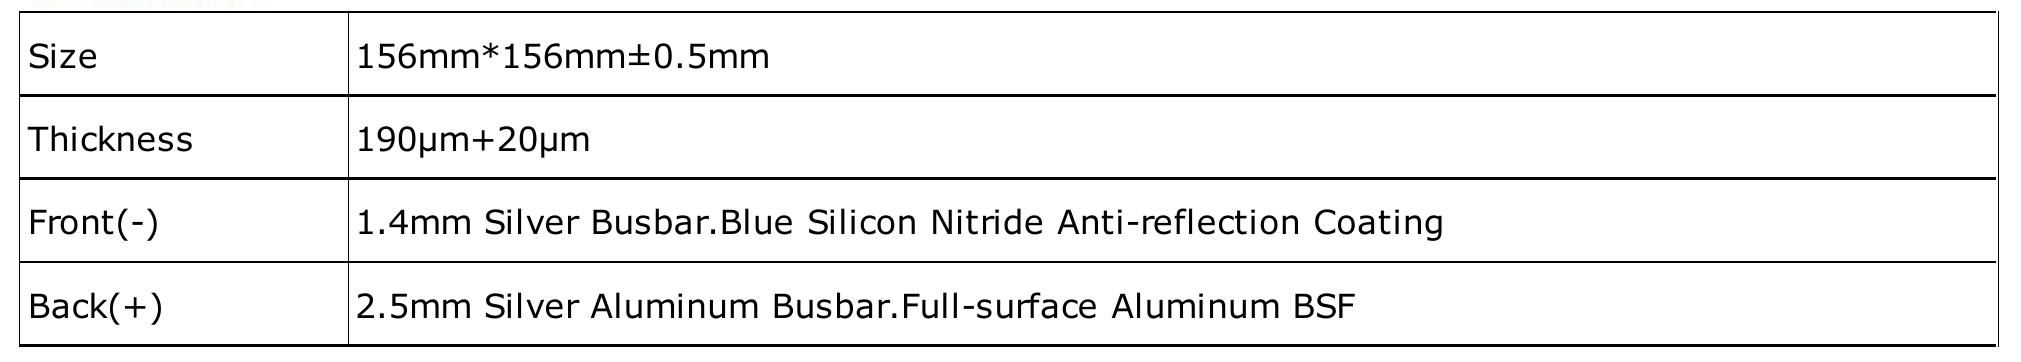 Size 156mm*156mm±0.5mm
Thickness 190μm+20μm
Front(-) 1.4mm Silver Busbar.Blue Silicon Nitride Anti-reflection Coating
Back(+) 2.5mm Silver Aluminum Busbar.Full-surface Aluminum BSF